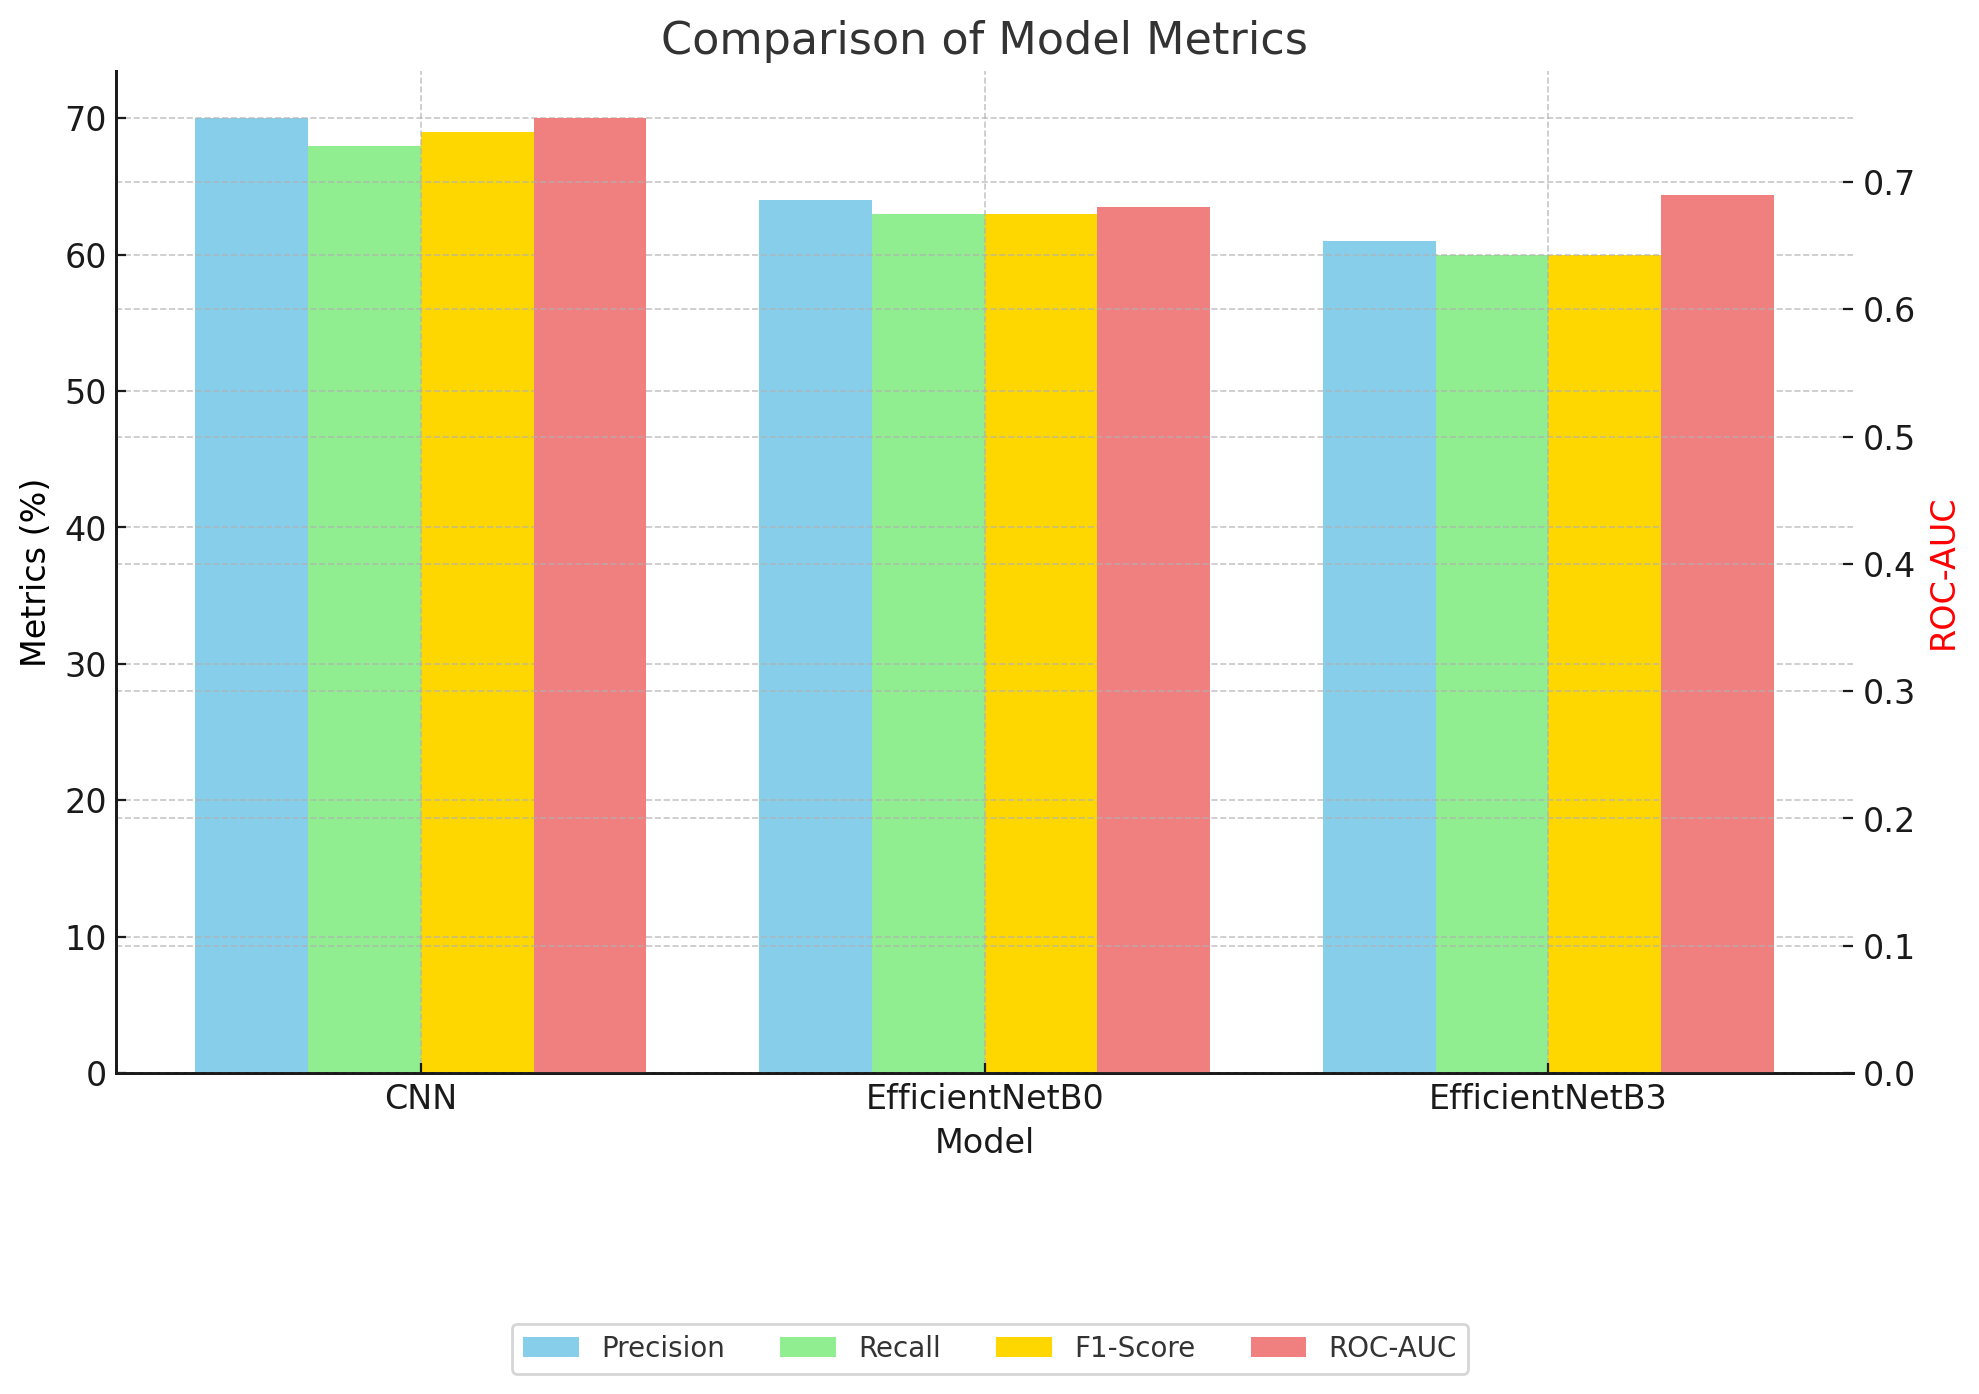 Comparison of Model Metrics
Metrics (%)
70
60
50
40
30
20
10
0
0.7
0.6
0.5
0.4
0.3
0.2
0.1
0.0
ROC-AUC
CNN EfficientNetB0 EfficientNetB3
Model
Precision Recall F1-Score ROC-AUC